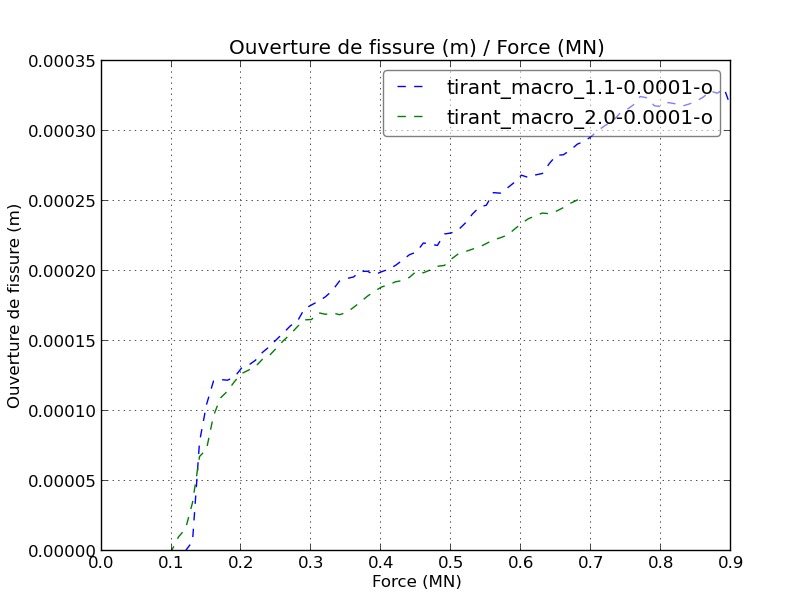 Ouverture de fissure (m) / Force (MN)
0.00035
0.00030
0.00025
0.00020
0.00015
0.00010
0.00005
0.00000
Ouverture de fissure (m)
tirant_macro_1.1-0.0001-o
tirant_macro_2.0-0.0001-o
0.0 0.1 0.2 0.3 0.4 0.5 0.6 0.7 0.8 0.9
Force (MN)